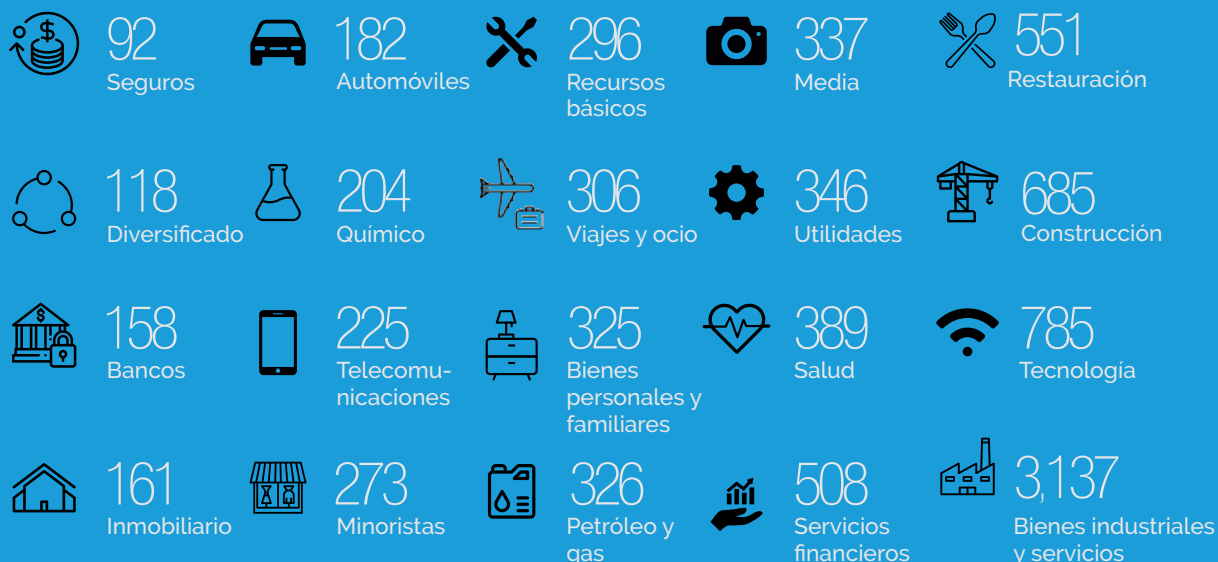 92
Seguros
182
Automóviles
296
Recursos
básicos
337
Media
551
Restauración
118
Diversificado
204
Químico
306
Viajes y ocio
346
Utilidades
685
Construcción
158
Bancos
225
Telecomu-
nicaciones
325
Bienes
personales y
familiares
389
Salud
785
Tecnología
161
Inmobiliario
273
Minoristas
326
Petróleo y
gas
508
Servicios
financieros
3,137
Bienes industriales
y servicios